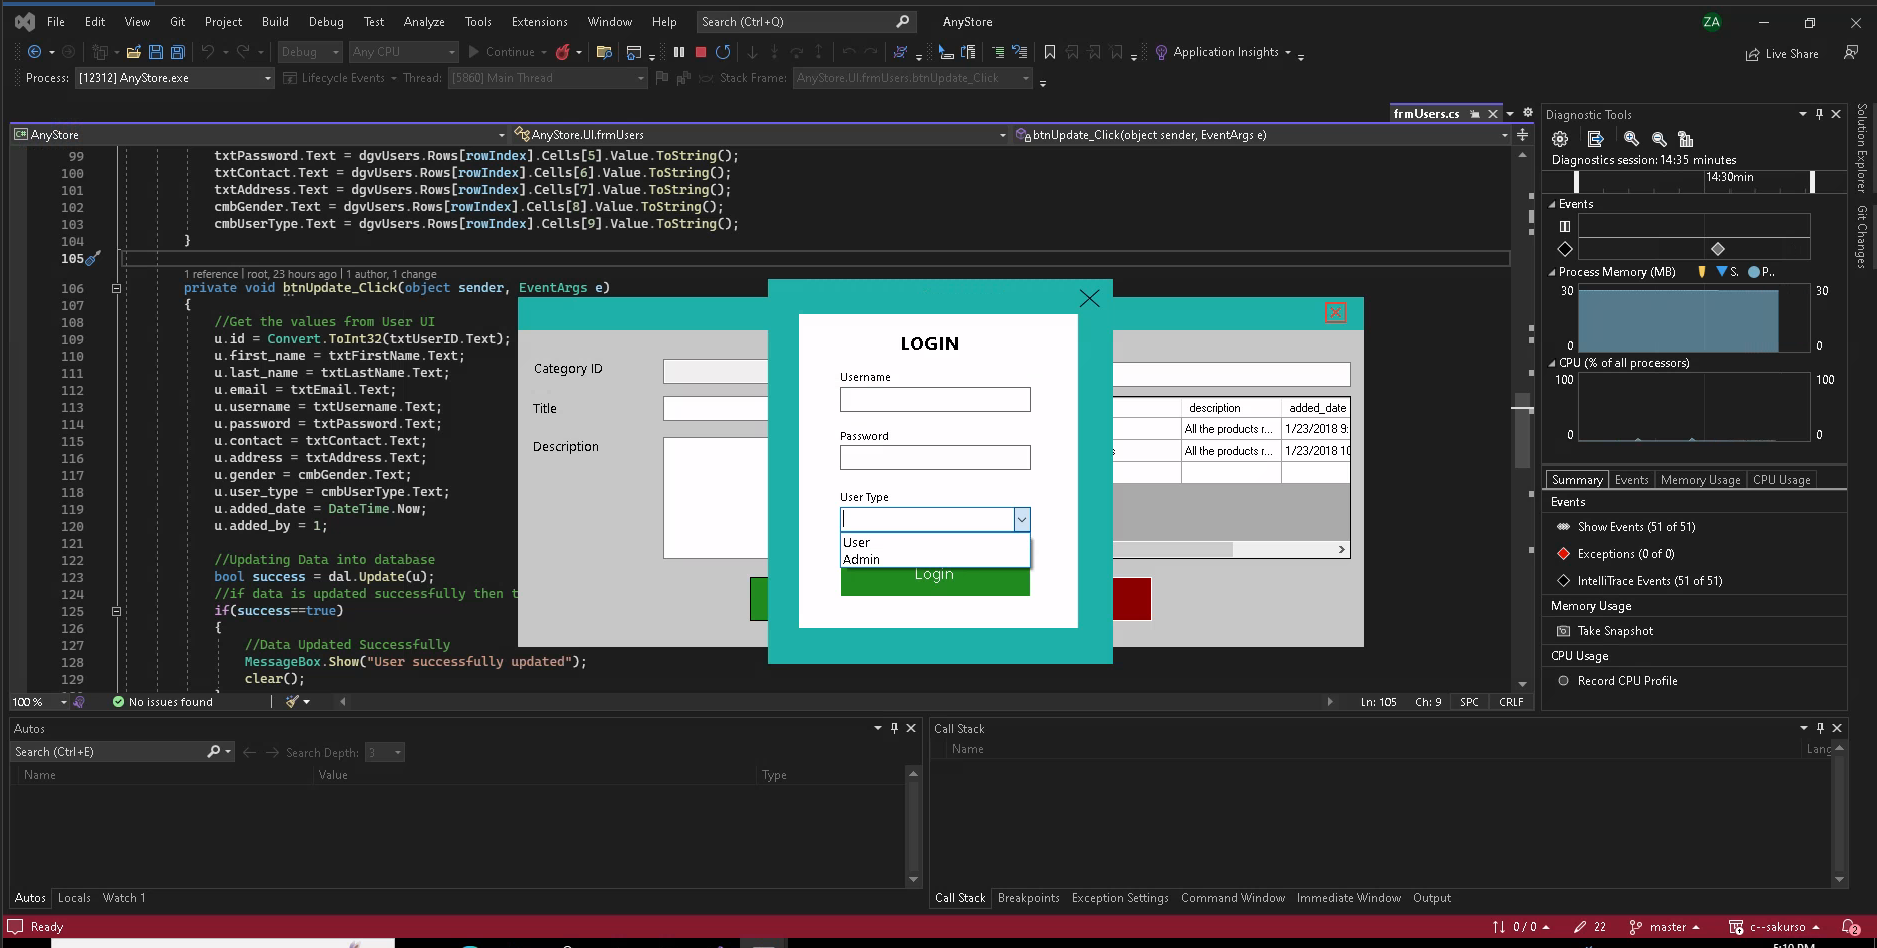 File Edit View Git Project Build Debug Test Analyze Tools Extensions Window Help Search (Ctrl+Q) AnyStore ZA
Debug Any CPU Continue Application Insights Live Share
Process: [12312] AnyStore.exe Lifecycle Events Thread: [5860] Main Thread Stack Frame: AnyStore.UI.frmUsers.btnUpdate_Click
frmUsers.cs
AnyStore AnyStore.UI.frmUsers btnUpdate_Click(object sender, EventArgs e)
99 txtPassword.Text = dgvUsers.Rows[rowIndex].Cells[5].Value.ToString();
100 txtContact.Text = dgvUsers.Rows[rowIndex].Cells[6].Value.ToString();
101 txtAddress.Text = dgvUsers.Rows[rowIndex].Cells[7].Value.ToString();
102 cmbGender.Text = dgvUsers.Rows[rowIndex].Cells[8].Value.ToString();
103 cmbUserType.Text = dgvUsers.Rows[rowIndex].Cells[9].Value.ToString();
104 }
105
1 reference | root, 23 hours ago | 1 author, 1 change
106 private void btnUpdate_Click(object sender, EventArgs e)
107 {
108 //Get the values from User UI
109 u.id = Convert.ToInt32(txtUserID.Text);
110 u.first_name = txtFirstName.Text;
111 u.last_name = txtLastName.Text;
112 u.email = txtEmail.Text;
113 u.username = txtUsername.Text;
114 u.password = txtPassword.Text;
115 u.contact = txtContact.Text;
116 u.address = txtAddress.Text;
117 u.gender = cmbGender.Text;
118 u.user_type = cmbUserType.Text;
119 u.added_date = DateTime.Now;
120 u.added_by = 1;
121
122 //Updating Data into database
123 bool success = dal.Update(u);
124 //if data is updated successfully then t
125 if(success==true)
126 {
127 //Data Updated Successfully
128 MessageBox.Show("User successfully updated");
129 clear();
Category ID
Title
Description
LOGIN
Username
Password
User Type
User
Admin
Login
description added_date
All the products r... 1/23/2018 9:
s All the products r... 1/23/2018 10
100 % No issues found Ln: 105 Ch: 9 SPC CRLF
Diagnostic Tools
Diagnostics session: 14:35 minutes
14:30min
Events
Process Memory (MB) S. P..
30 30
0 0
CPU (% of all processors)
100 100
0 0
Summary Events Memory Usage CPU Usage
Events
Show Events (51 of 51)
Exceptions (0 of 0)
IntelliTrace Events (51 of 51)
Memory Usage
Take Snapshot
CPU Usage
Record CPU Profile
Solution Explorer
Git Changes
Autos
Search (Ctrl+E) Search Depth: 3
Name Value Type
Autos Locals Watch 1
Call Stack
Name Lang
Call Stack Breakpoints Exception Settings Command Window Immediate Window Output
Ready 0 / 0 22 master c--sakurso 2